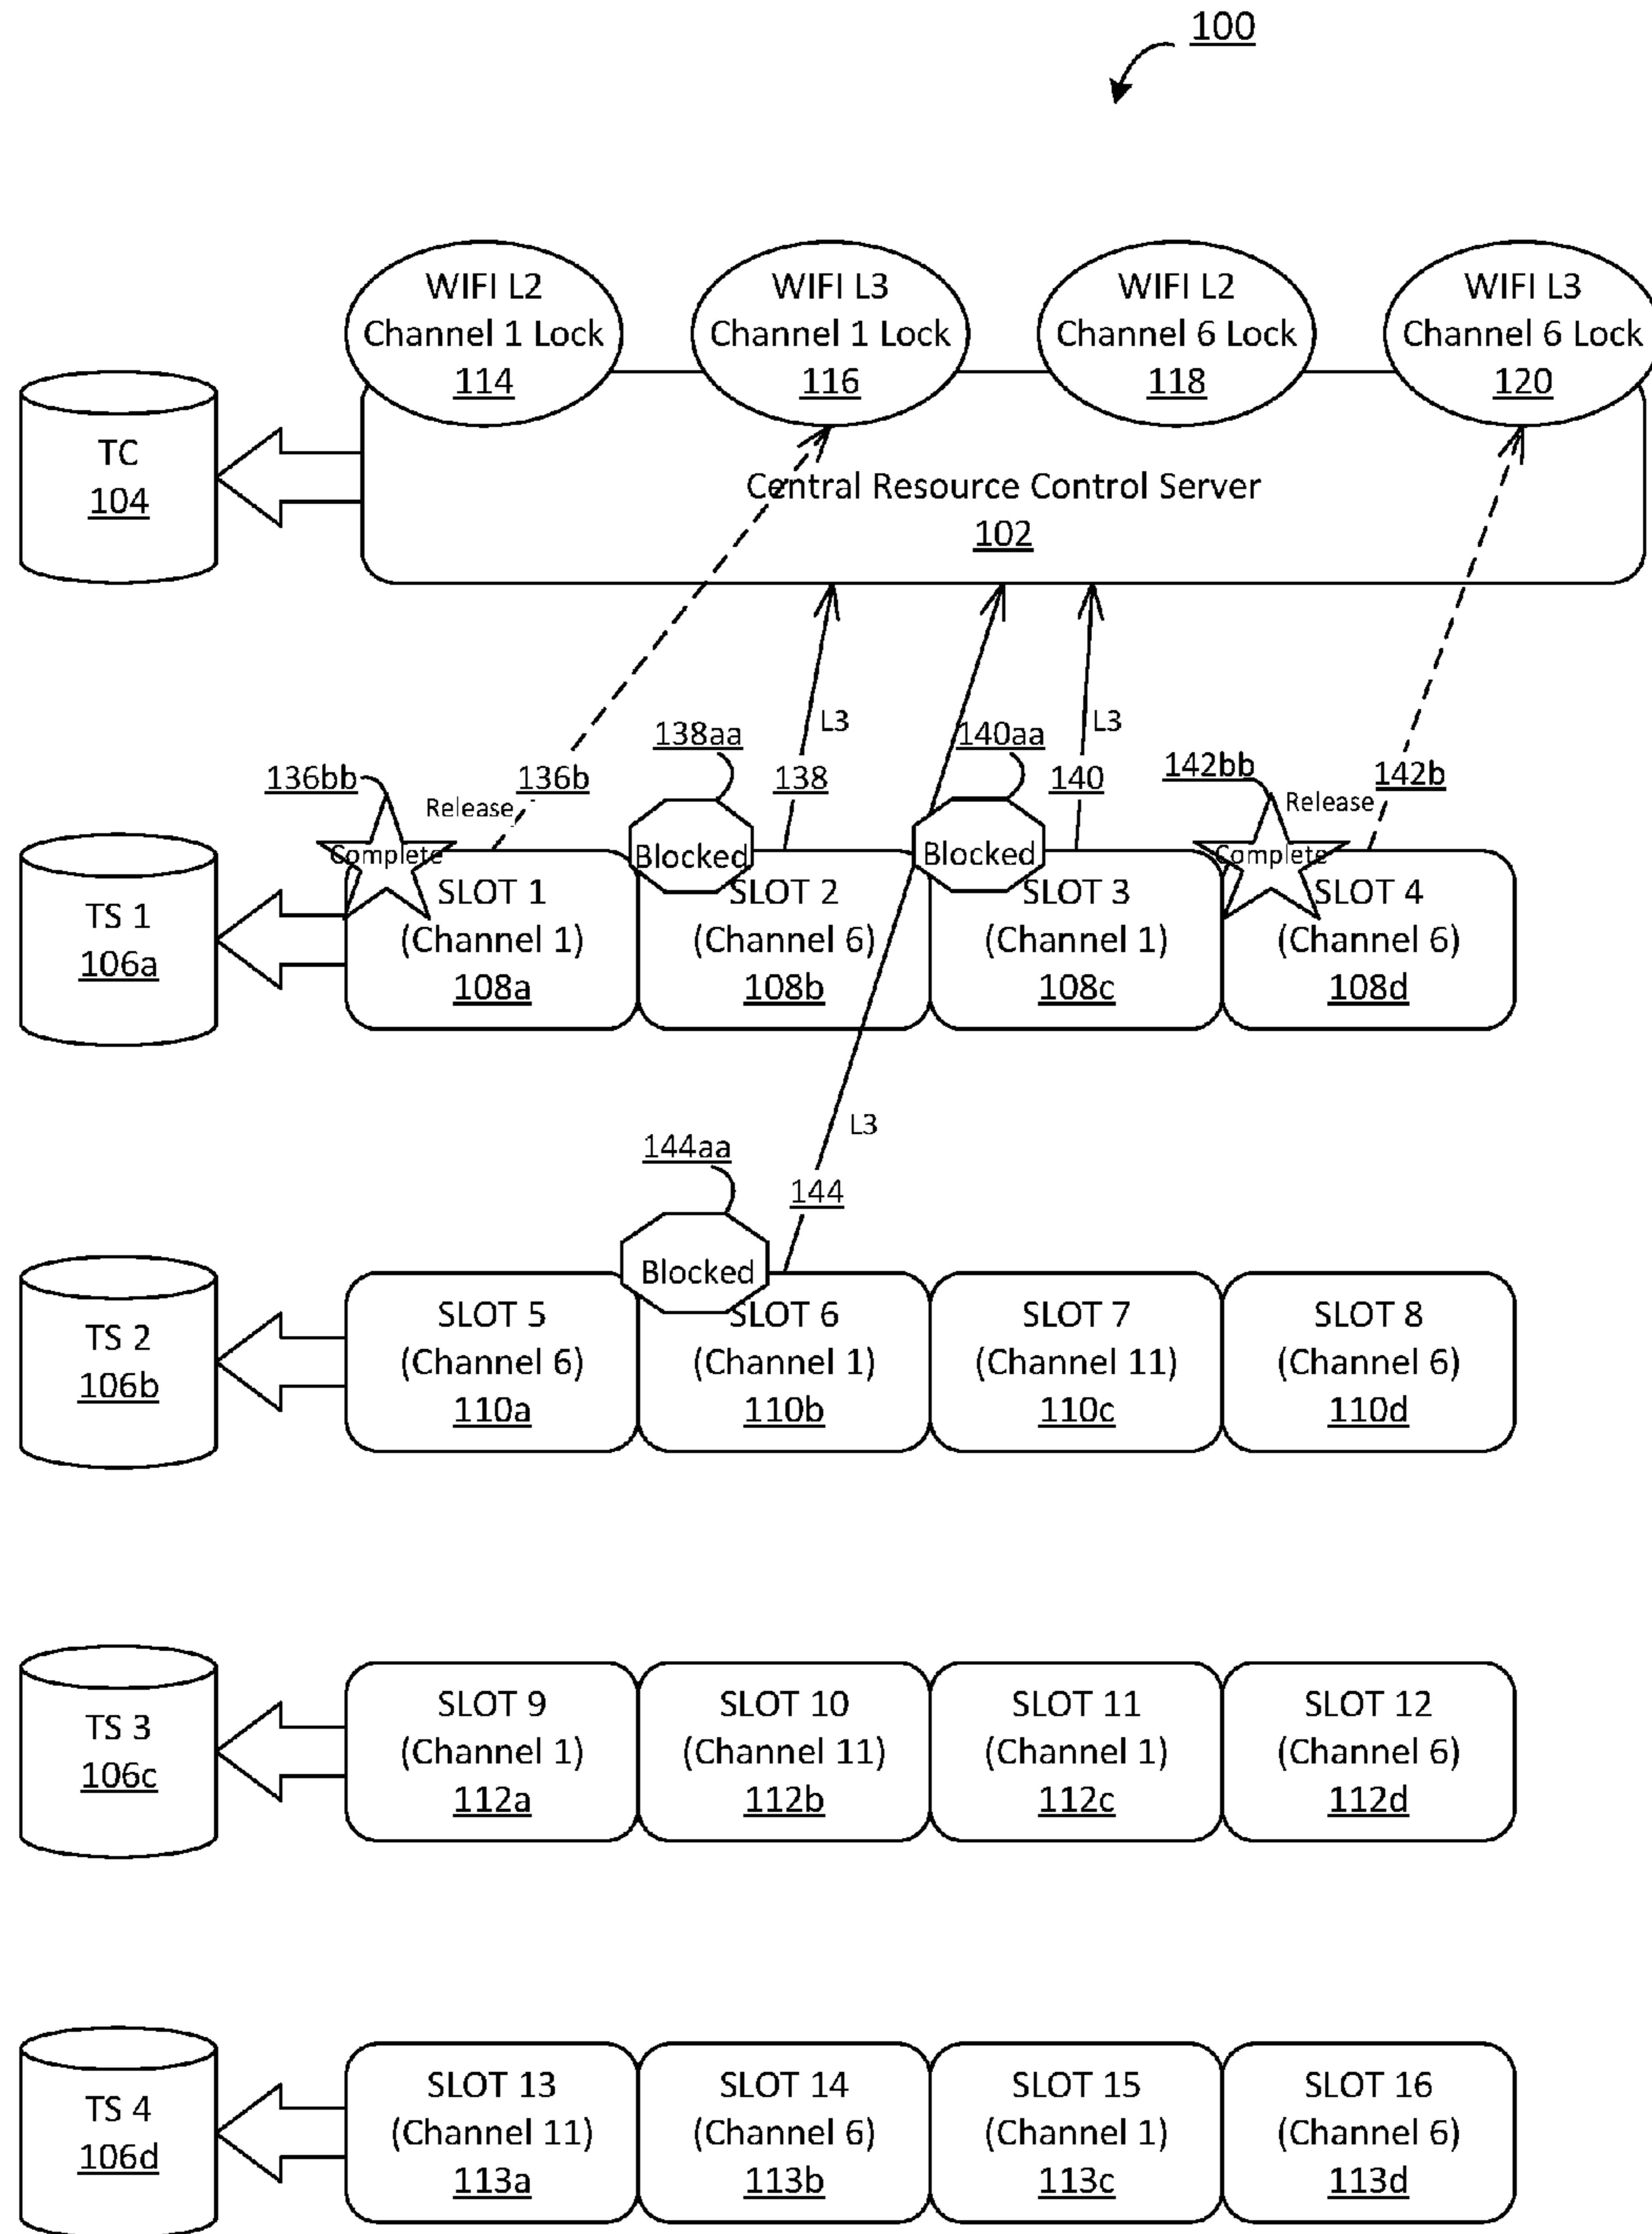 100
WIFI L2
Channel 1 Lock
114
WIFI L3
Channel 1 Lock
116
WIFI L2
Channel 6 Lock
118
WIFI L3
Channel 6 Lock
120
TC
104
Central Resource Control Server
102
L3
L3
138aa
140aa
136bb
136b
138
140
142bb
142b
Release
Release
Complete
Blocked
Blocked
Complete
TS 1
106a
SLOT 1
(Channel 1)
108a
SLOT 2
(Channel 6)
108b
SLOT 3
(Channel 1)
108c
SLOT 4
(Channel 6)
108d
L3
144aa
144
Blocked
TS 2
106b
SLOT 5
(Channel 6)
110a
SLOT 6
(Channel 1)
110b
SLOT 7
(Channel 11)
110c
SLOT 8
(Channel 6)
110d
TS 3
106c
SLOT 9
(Channel 1)
112a
SLOT 10
(Channel 11)
112b
SLOT 11
(Channel 1)
112c
SLOT 12
(Channel 6)
112d
TS 4
106d
SLOT 13
(Channel 11)
113a
SLOT 14
(Channel 6)
113b
SLOT 15
(Channel 1)
113c
SLOT 16
(Channel 6)
113d